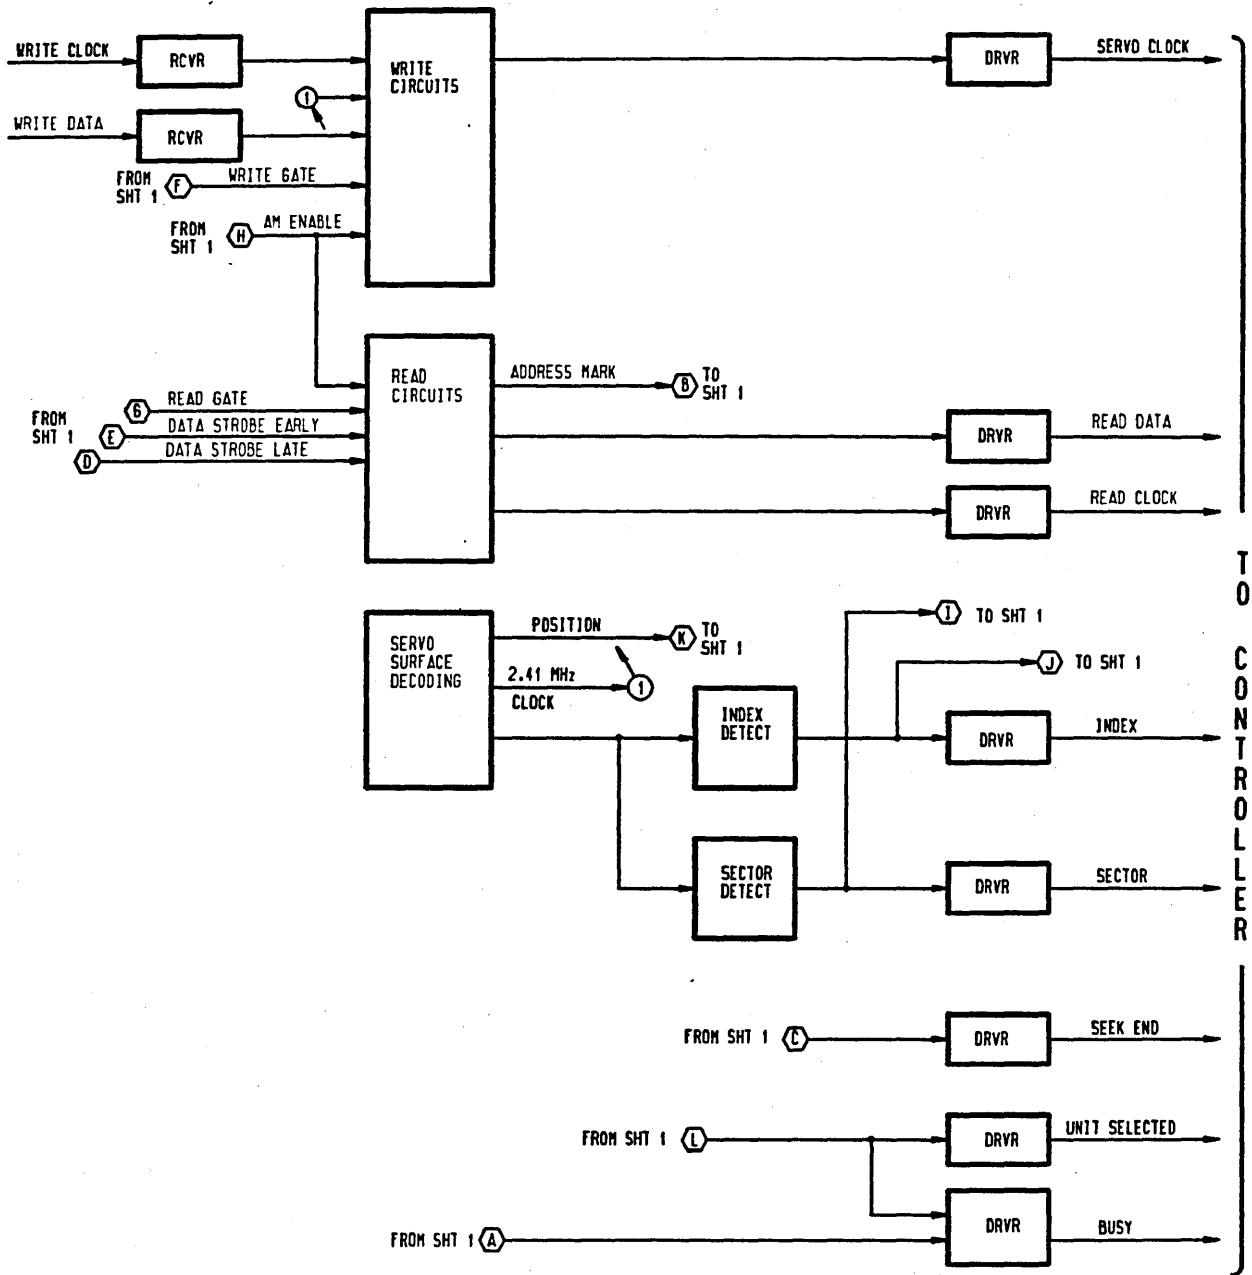 WRITE CLOCK
RCVR
WRITE
CIRCUITS
DRVR
SERVO CLOCK
1
WRITE DATA
RCVR
FROM
SHT 1
F
WRITE GATE
FROM
SHT 1
H
AM ENABLE
READ
CIRCUITS
ADDRESS MARK
B
TO
SHT 1
FROM
SHT 1
G
READ GATE
E
DATA STROBE EARLY
D
DATA STROBE LATE
DRVR
READ DATA
DRVR
READ CLOCK
SERVO
SURFACE
DECODING
POSITION
K
TO
SHT 1
2.41 MHz
CLOCK
1
I
TO SHT 1
J
TO SHT 1
INDEX
DETECT
DRVR
INDEX
SECTOR
DETECT
DRVR
SECTOR
FROM SHT 1
C
DRVR
SEEK END
FROM SHT 1
L
DRVR
UNIT SELECTED
DRVR
BUSY
FROM SHT 1
A
TO CONTROLLER